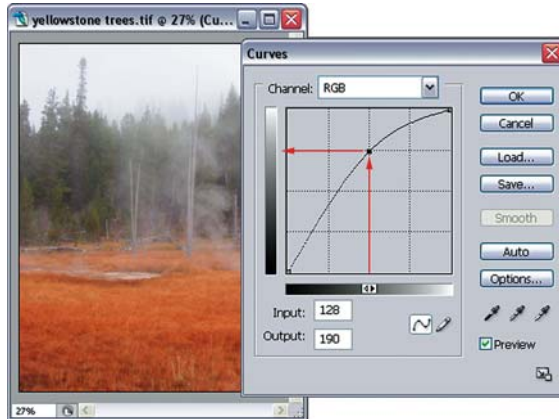 yellowstone trees.tif @ 27% (Cu...
27%
Curves
Channel: RGB
Input: 128
Output: 190
OK
Cancel
Load...
Save...
Smooth
Auto
Options...
Preview